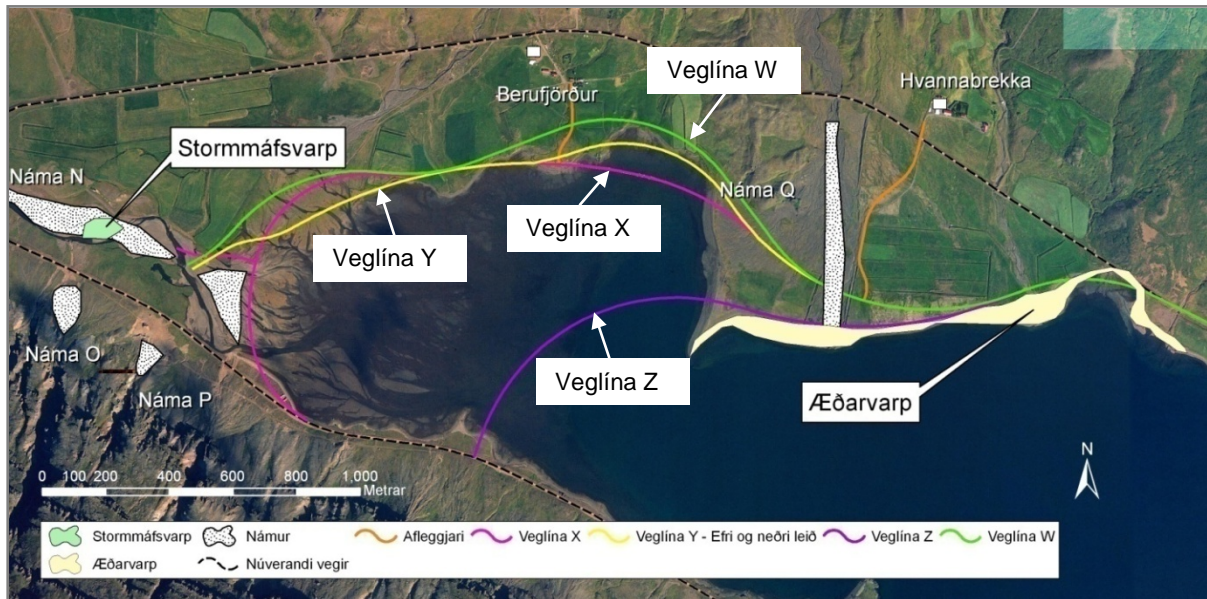 Veglína W
Berufjörður
Hvannabrekka
Stormmáfsvarp
Náma N
Náma Q
Veglína X
Veglína Y
Náma O
Náma P
Veglína Z
Æðarvarp
N
0 100 200 400 600 800 1,000
Metrar
Stormmáfsvarp Námur Afleggjari Veglína X Veglína Y - Efri og neðri leið Veglína Z Veglína W
Æðarvarp Núverandi vegir